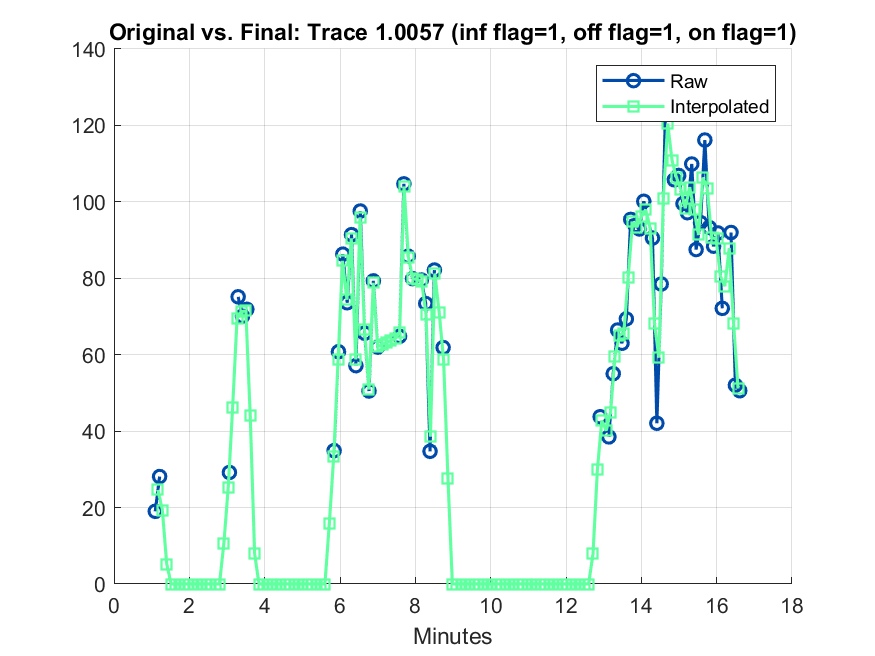 Original vs. Final: Trace 1.0057 (inf flag=1, off flag=1, on flag=1)
140
120
100
80
60
40
20
0
Raw
Interpolated
0 2 4 6 8 10 12 14 16 18
Minutes